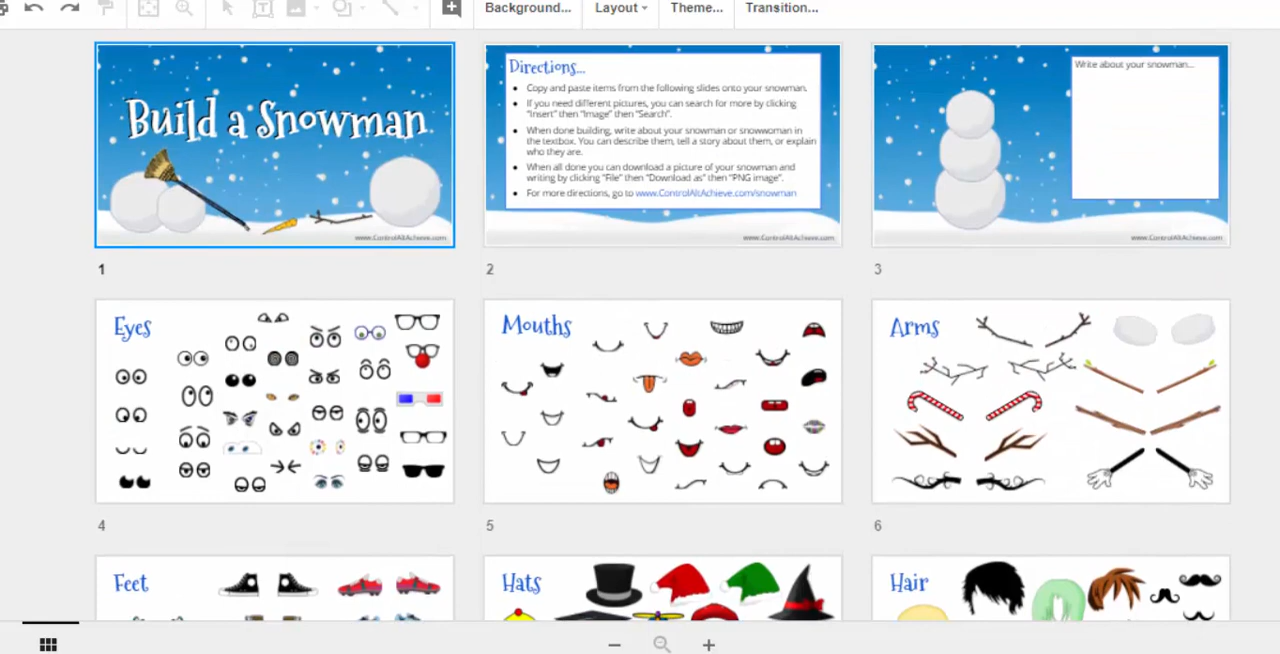 Background...
Layout
Theme...
Transition...
Build a Snowman
www.ControlAltAchieve.com
1
Directions...
Copy and paste items from the following slides onto your snowman.
If you need different pictures, you can search for more by clicking
"Insert" then "Image" then "Search".
When done building, write about your snowman or snowwoman in
the textbox. You can describe them, tell a story about them, or explain
who they are.
When all done you can download a picture of your snowman and
writing by clicking "File" then "Download as" then "PNG image".
For more directions, go to www.ControlAltAchieve.com/snowman
www.ControlAltAchieve.com
2
Write about your snowman...
www.ControlAltAchieve.com
3
Eyes
4
Mouths
5
Arms
6
Feet
Hats
Hair